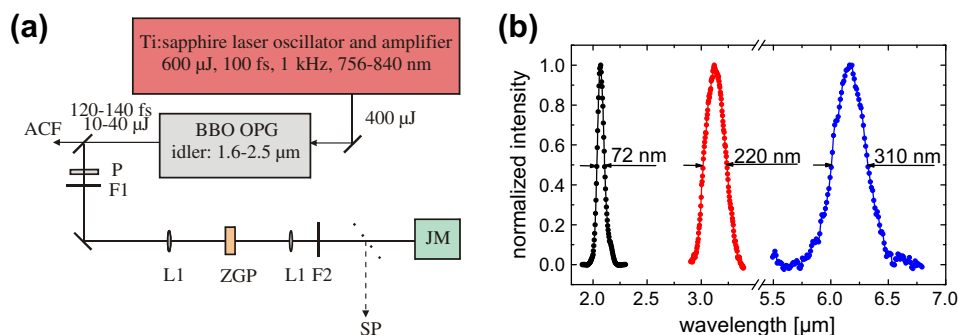 (a)
Ti:sapphire laser oscillator and amplifier
600 µJ, 100 fs, 1 kHz, 756-840 nm
120-140 fs
10-40 µJ
400 µJ
ACF
BBO OPG
idler: 1.6-2.5 µm
P
F1
JM
L1
ZGP
L1 F2
SP
(b)
normalized intensity
1.0
0.8
0.6
0.4
0.2
0.0
72 nm
220 nm
310 nm
2.0 2.5 3.0 5.5 6.0 6.5 7.0
wavelength [µm]